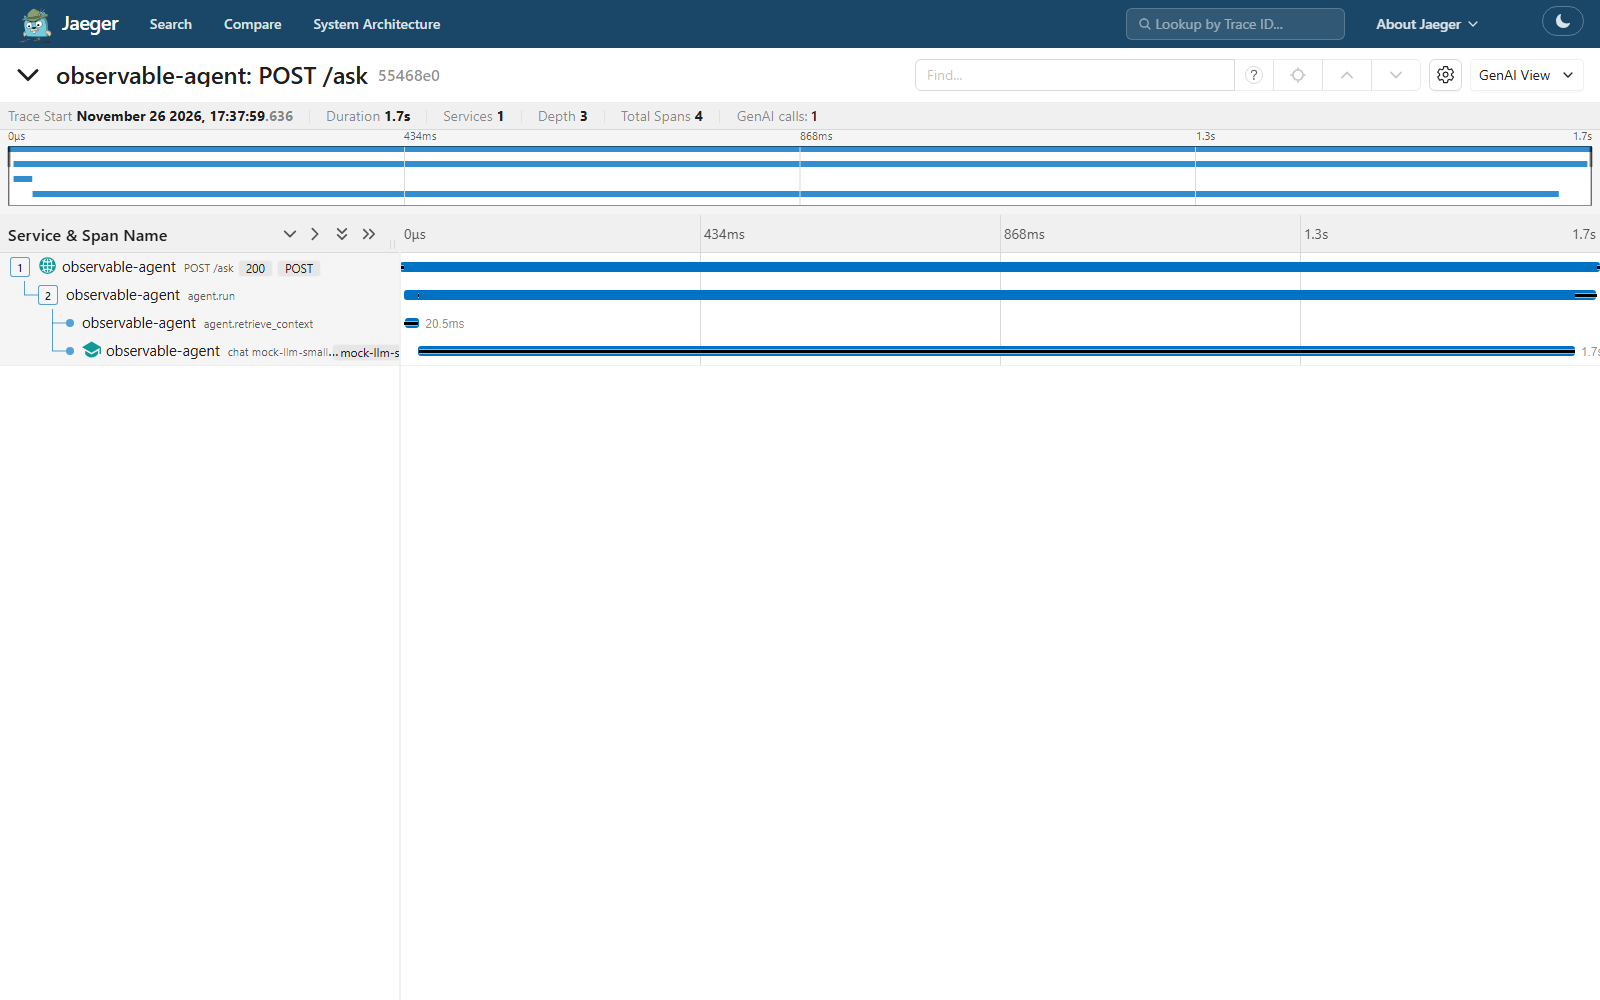 Jaeger Search Compare System Architecture Lookup by Trace ID... About Jaeger
observable-agent: POST /ask 55468e0 Find... ? GenAI View
Trace Start November 26 2026, 17:37:59.636 Duration 1.7s Services 1 Depth 3 Total Spans 4 GenAI calls: 1
0μs 434ms 868ms 1.3s 1.7s
Service & Span Name 0μs 434ms 868ms 1.3s 1.7s
1 observable-agent POST /ask 200 POST
2 observable-agent agent.run
observable-agent agent.retrieve_context 20.5ms
observable-agent chat mock-llm-small... mock-llm-s 1.7s